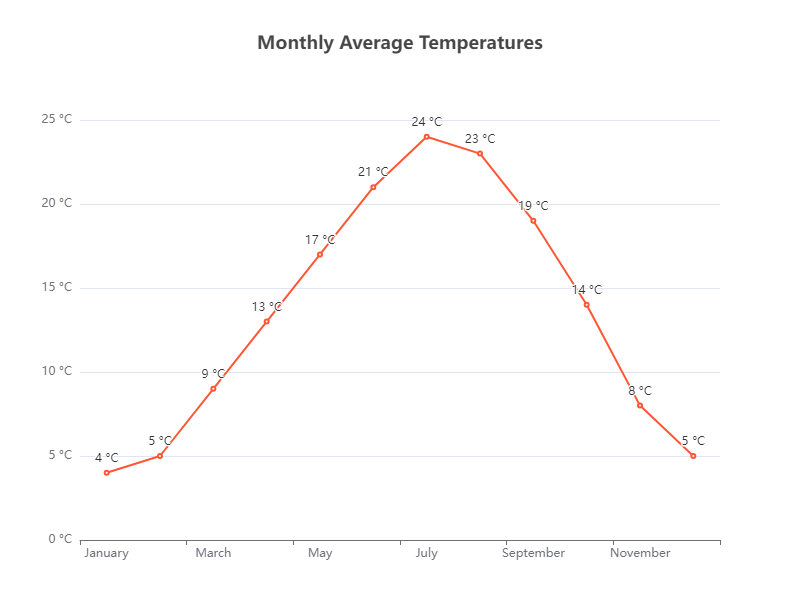 Monthly Average Temperatures
25 °C
24 °C
23 °C
21 °C
20 °C
19 °C
17 °C
15 °C
14 °C
13 °C
10 °C
9 °C
8 °C
5 °C
5 °C
5 °C
4 °C
0 °C
January March May July September November